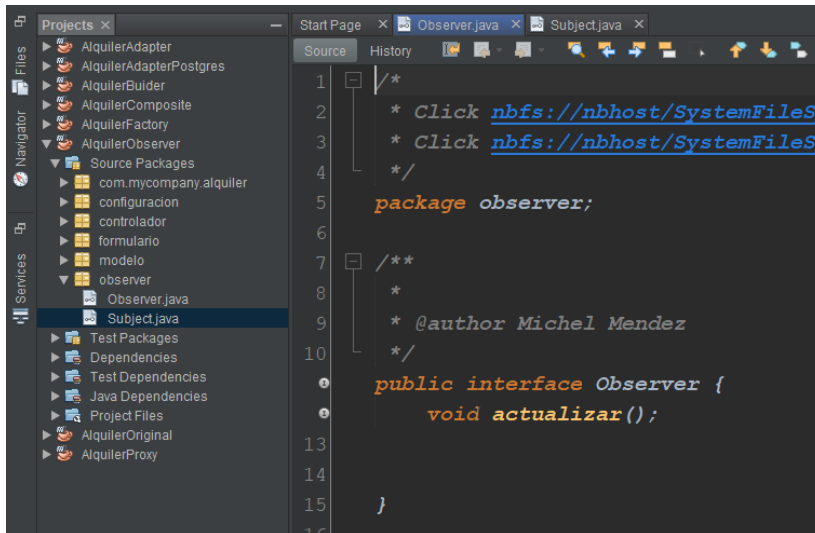 Projects
AlquilerAdapter
AlquilerAdapterPostgres
AlquilerBuider
AlquilerComposite
AlquilerFactory
AlquilerObserver
Source Packages
com.mycompany.alquiler
configuracion
controlador
formulario
modelo
observer
Observer.java
Subject.java
Test Packages
Dependencies
Test Dependencies
Java Dependencies
Project Files
AlquilerOriginal
AlquilerProxy
Files
Navigator
Services
Start Page Observer.java Subject.java
Source History
1 /*
2 * Click nbfs://nbhost/SystemFileS
3 * Click nbfs://nbhost/SystemFileS
4 */
5 package observer;
6
7 /**
8 *
9 * @author Michel Mendez
10 */
public interface Observer {
void actualizar();
13
14
15 }
16